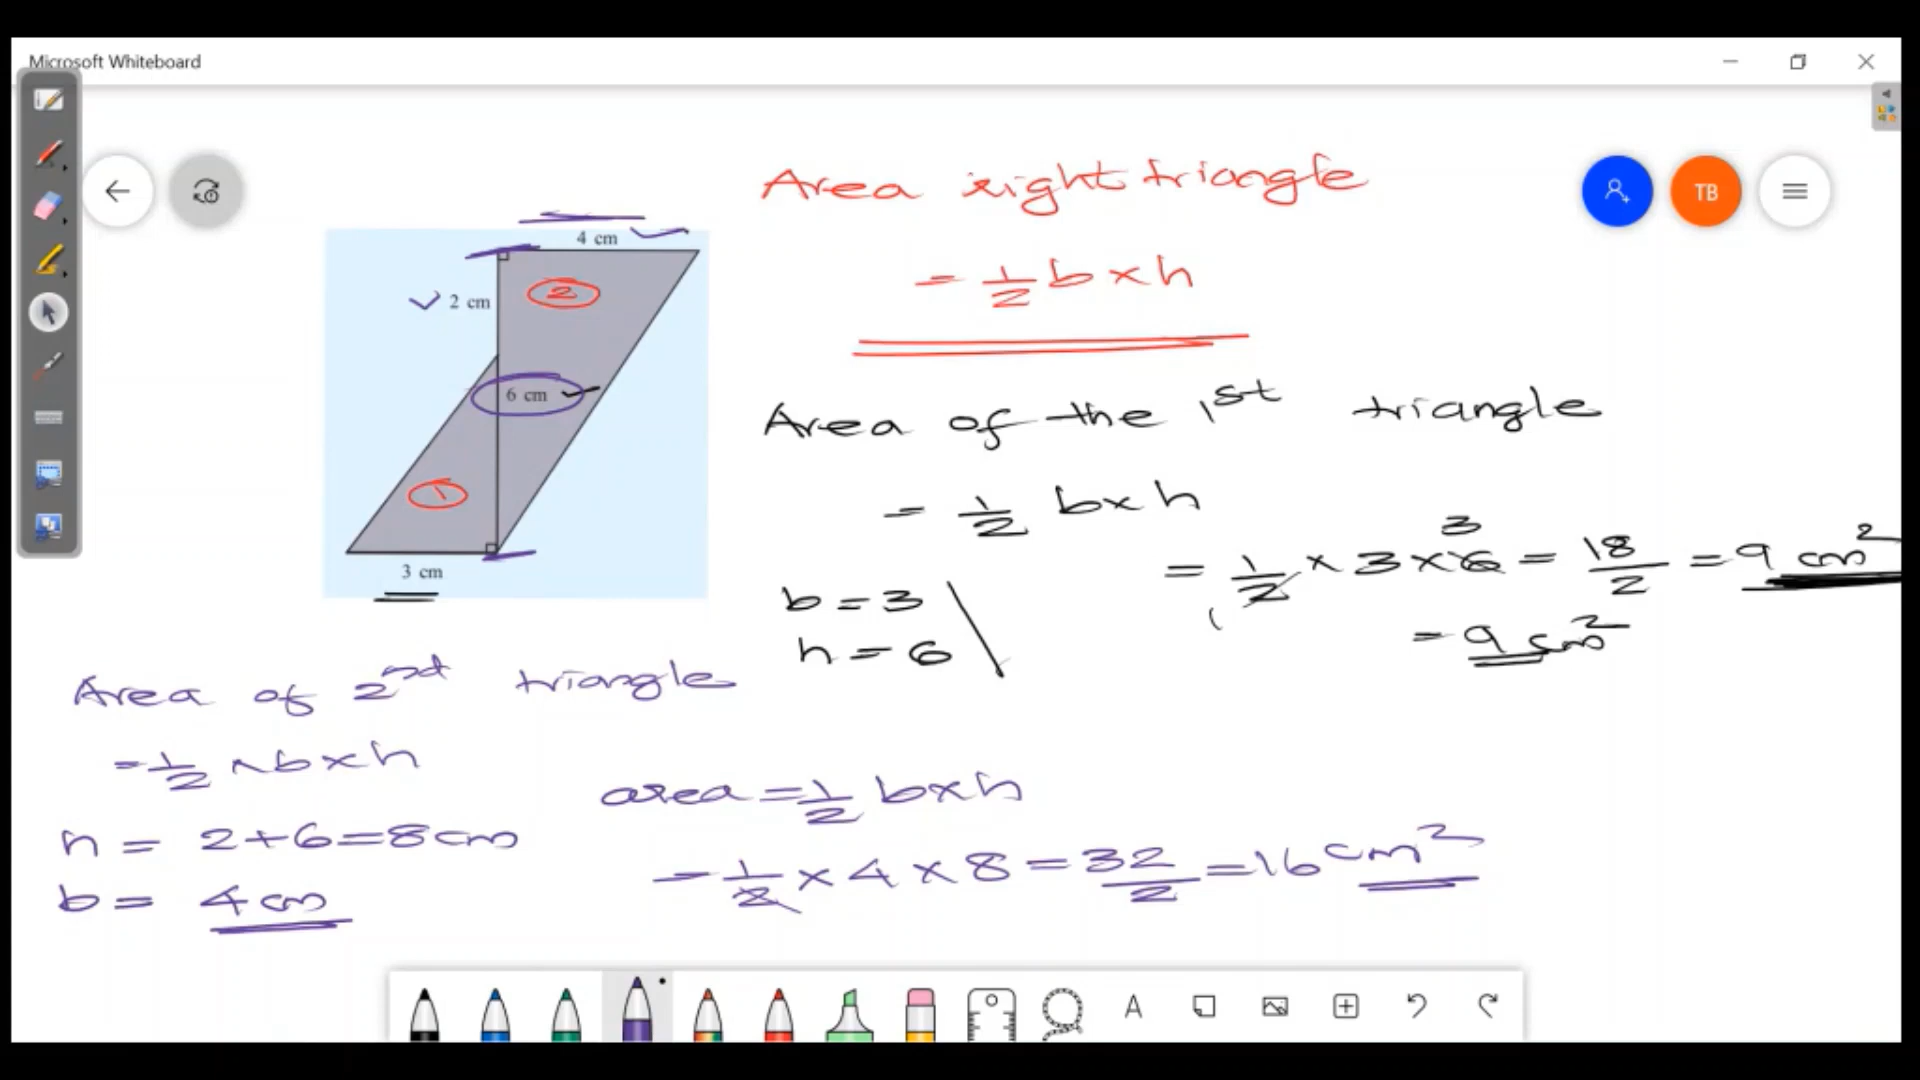 Microsoft Whiteboard
TB
4 cm
2 cm
2
6 cm
1
3 cm
Area right triangle
= 1/2 b × h
Area of the 1st triangle
= 1/2 b × h
b = 3
h = 6
= 1/2 × 3 × 6 = 18/2 = 9 cm²
3
1
= 9 cm²
Area of 2nd triangle
= 1/2 × b × h
h = 2+6 = 8 cm
b = 4 cm
area = 1/2 b × h
= 1/2 × 4 × 8 = 32/2 = 16 cm²
A